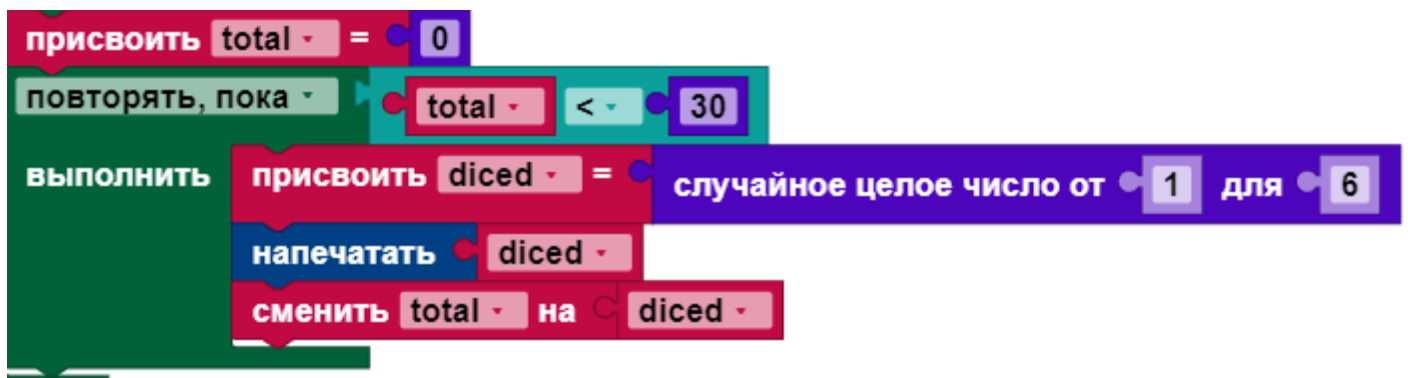 присвоить total = 0
повторять, пока total < 30
выполнить присвоить diced = случайное целое число от 1 для 6
напечатать diced
сменить total на diced